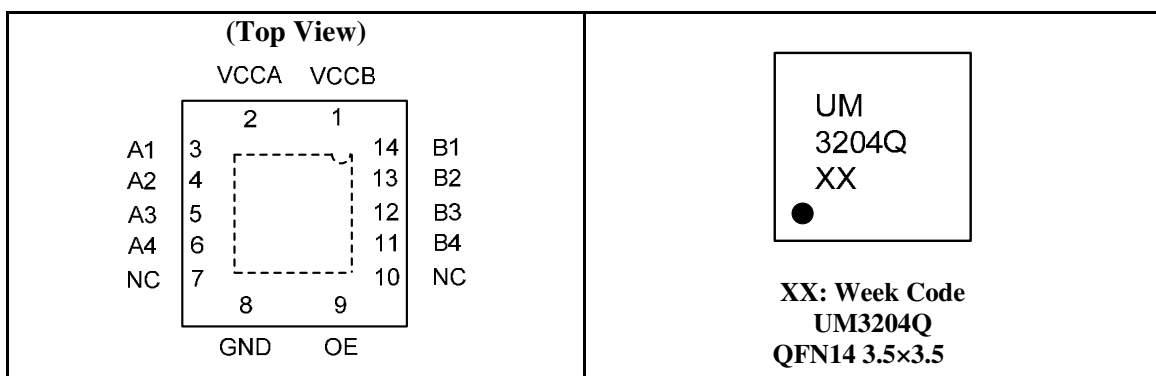 (Top View)
VCCA VCCB
2 1
A1 3 14 B1
A2 4 13 B2
A3 5 12 B3
A4 6 11 B4
NC 7 10 NC
8 9
GND OE
UM
3204Q
XX
XX: Week Code
UM3204Q
QFN14 3.5×3.5